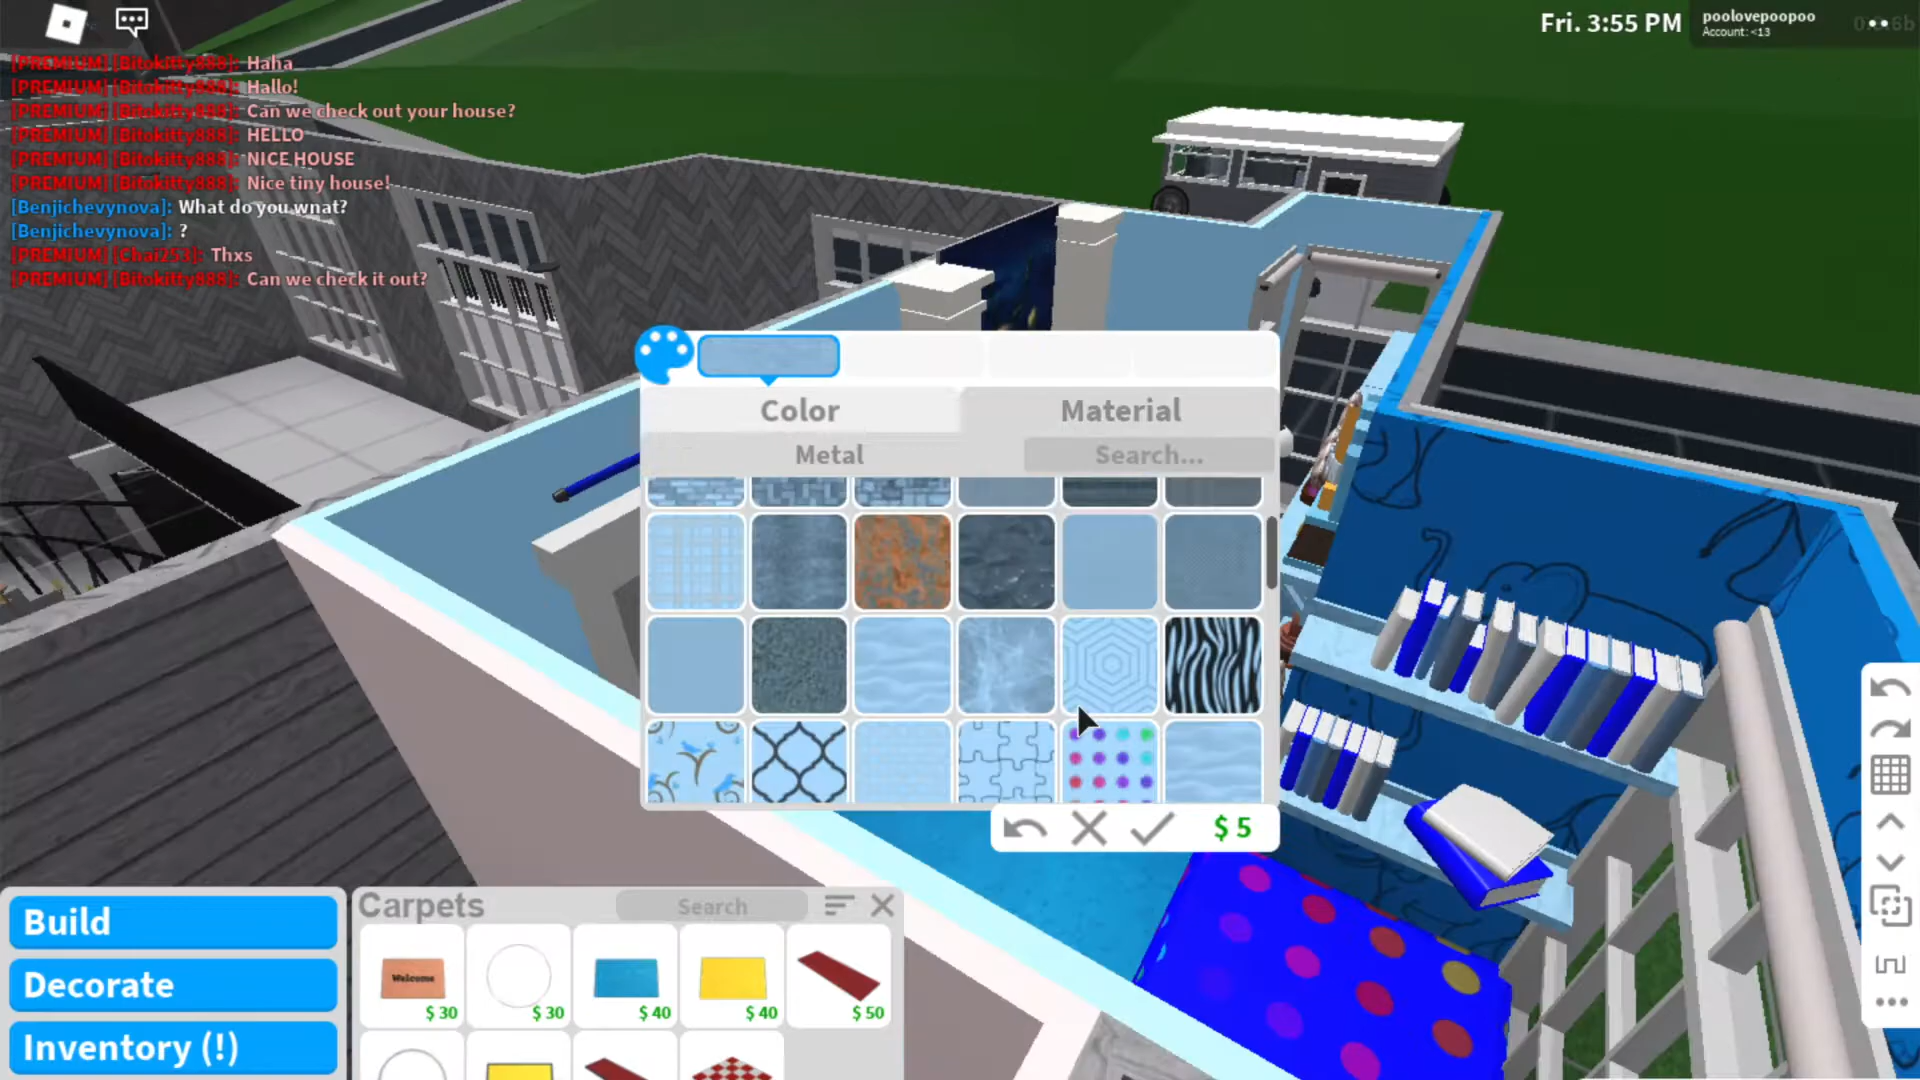 Fri. 3:55 PM
poolovepoopoo
Account: <13
[PREMIUM] [Bitokitty888]: Haha
[PREMIUM] [Bitokitty888]: Hallo!
[PREMIUM] [Bitokitty888]: Can we check out your house?
[PREMIUM] [Bitokitty888]: HELLO
[PREMIUM] [Bitokitty888]: NICE HOUSE
[PREMIUM] [Bitokitty888]: Nice tiny house!
[Benjichevynova]: What do you wnat?
[Benjichevynova]: ?
[PREMIUM] [Chai253]: Thxs
[PREMIUM] [Bitokitty888]: Can we check it out?
Color
Material
Metal
Search...
$ 5
Build
Decorate
Inventory (!)
Carpets
Search
Welcome
$ 30
$ 30
$ 40
$ 40
$ 50